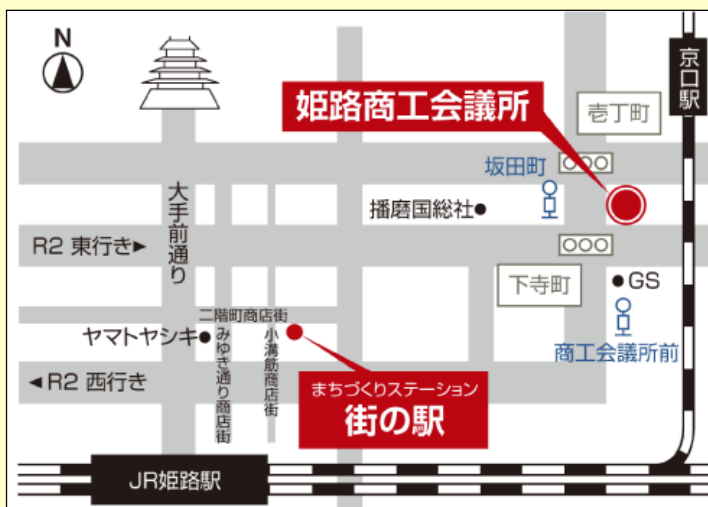 N
京口駅
姫路商工会議所
壱丁町
坂田町
播磨国総社
大手前通り
R2 東行き
下寺町
GS
二階町商店街
ヤマトヤシキ
みゆき通り商店街
小溝筋商店街
商工会議所前
R2 西行き
まちづくりステーション
街の駅
JR姫路駅